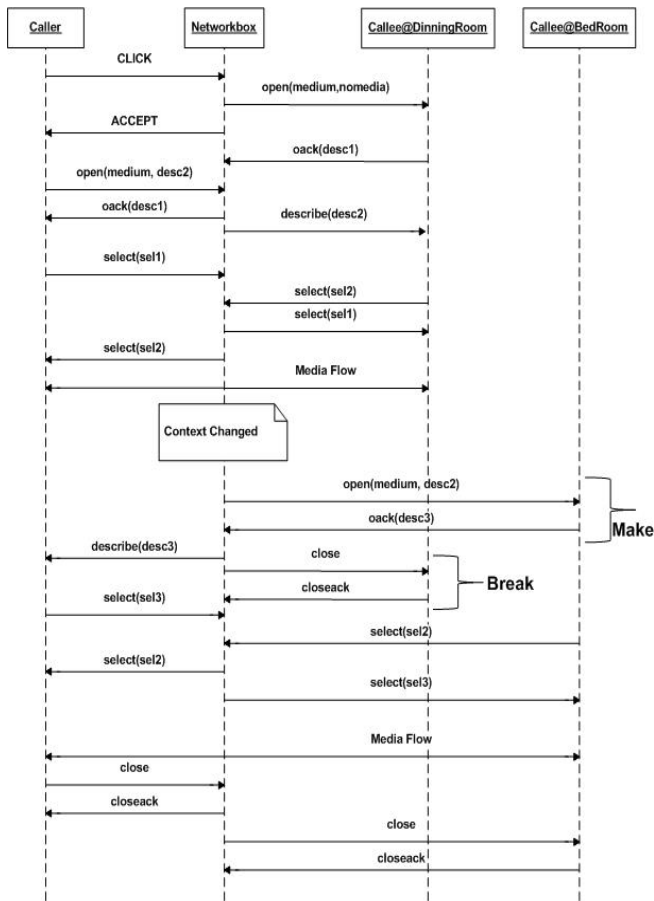 Caller
Networkbox
Callee@DinningRoom
Callee@BedRoom
CLICK
open(medium,nomedia)
ACCEPT
oack(desc1)
open(medium, desc2)
oack(desc1)
describe(desc2)
select(sel1)
select(sel2)
select(sel1)
select(sel2)
Media Flow
Context Changed
open(medium, desc2)
oack(desc3)
Make
describe(desc3)
close
closeack
Break
select(sel3)
select(sel2)
select(sel2)
select(sel3)
Media Flow
close
closeack
close
closeack